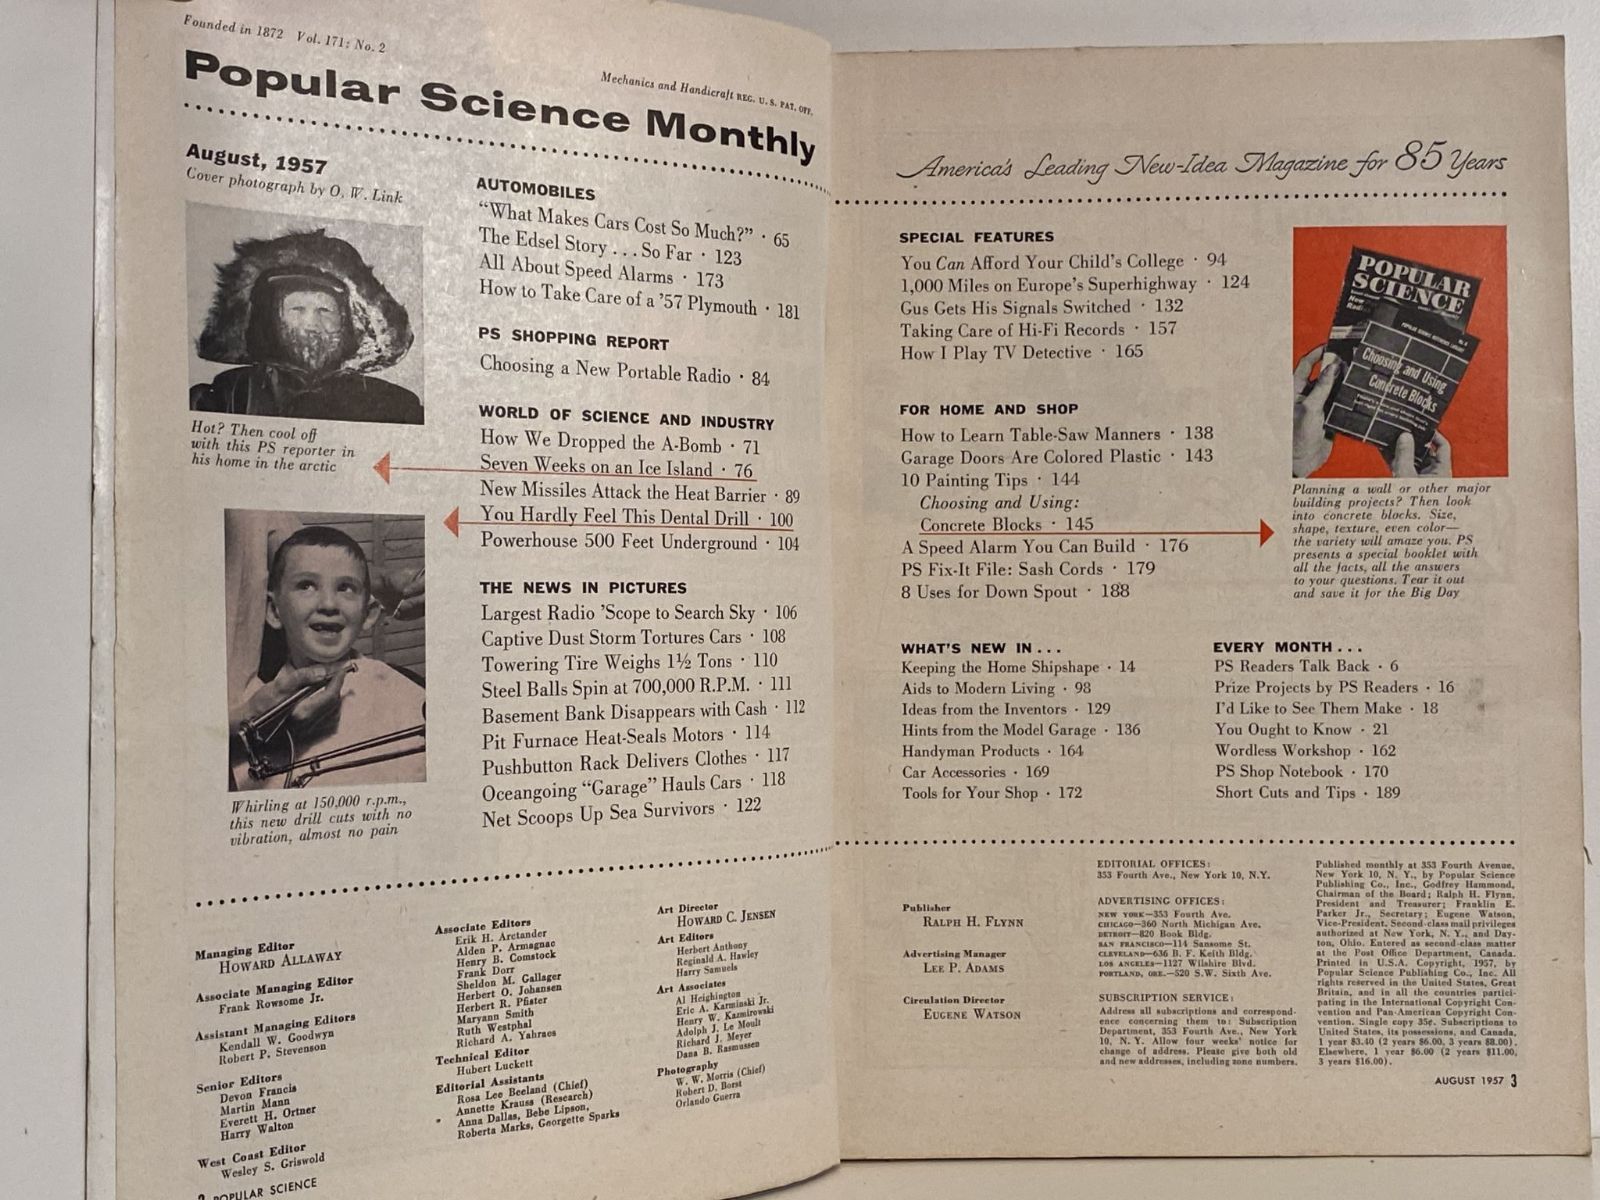 Founded in 1872 Vol. 171; No. 2
Popular Science Monthly
Mechanics and Handicraft REG. U. S. PAT. OFF.
August, 1957
Cover photograph by O. W. Link
Hot? Then cool off
with this PS reporter in
his home in the arctic
Whirling at 150,000 r.p.m.,
this new drill cuts with no
vibration, almost no pain
AUTOMOBILES
“What Makes Cars Cost So Much?” · 65
The Edsel Story . . . So Far · 123
All About Speed Alarms · 173
How to Take Care of a ’57 Plymouth · 181
PS SHOPPING REPORT
Choosing a New Portable Radio · 84
WORLD OF SCIENCE AND INDUSTRY
How We Dropped the A-Bomb · 71
Seven Weeks on an Ice Island · 76
New Missiles Attack the Heat Barrier · 89
You Hardly Feel This Dental Drill · 100
Powerhouse 500 Feet Underground · 104
THE NEWS IN PICTURES
Largest Radio ’Scope to Search Sky · 106
Captive Dust Storm Tortures Cars · 108
Towering Tire Weighs 1½ Tons · 110
Steel Balls Spin at 700,000 R.P.M. · 111
Basement Bank Disappears with Cash · 112
Pit Furnace Heat-Seals Motors · 114
Pushbutton Rack Delivers Clothes · 117
Oceangoing “Garage” Hauls Cars · 118
Net Scoops Up Sea Survivors · 122
Managing Editor
HOWARD ALLAWAY
Associate Managing Editor
Frank Rowsome Jr.
Assistant Managing Editors
Kendall W. Goodwyn
Robert P. Stevenson
Senior Editors
Devon Francis
Martin Mann
Everett H. Ortner
Harry Walton
West Coast Editor
Wesley S. Griswold
2 POPULAR SCIENCE
Associate Editors
Erik H. Arctander
Alden P. Armagnac
Henry B. Comstock
Frank Dorr
Sheldon M. Gallager
Herbert O. Johansen
Herbert R. Pfister
Maryann Smith
Ruth Westphal
Richard A. Yahraes
Technical Editor
Hubert Luckett
Editorial Assistants
Rosa Lee Beeland (Chief)
Annette Krauss (Research)
Anna Dallas, Bebe Lipson,
Roberta Marks, Georgette Sparks
Art Director
HOWARD C. JENSEN
Art Editors
Herbert Anthony
Reginald A. Hawley
Harry Samuels
Art Associates
Al Heighington
Eric A. Karminski Jr.
Henry W. Kazmirowski
Adolph J. Le Moult
Richard J. Meyer
Dana B. Rasmussen
Photography
W. W. Morris (Chief)
Robert D. Borst
Orlando Guerra
America's Leading New-Idea Magazine for 85 Years
SPECIAL FEATURES
You Can Afford Your Child’s College · 94
1,000 Miles on Europe’s Superhighway · 124
Gus Gets His Signals Switched · 132
Taking Care of Hi-Fi Records · 157
How I Play TV Detective · 165
FOR HOME AND SHOP
How to Learn Table-Saw Manners · 138
Garage Doors Are Colored Plastic · 143
10 Painting Tips · 144
Choosing and Using:
Concrete Blocks · 145
A Speed Alarm You Can Build · 176
PS Fix-It File: Sash Cords · 179
8 Uses for Down Spout · 188
POPULAR
SCIENCE
Choosing and Using
Concrete Blocks
Planning a wall or other major
building projects? Then look
into concrete blocks. Size,
shape, texture, even color—
the variety will amaze you. PS
presents a special booklet with
all the facts, all the answers
to your questions. Tear it out
and save it for the Big Day
WHAT’S NEW IN . . .
Keeping the Home Shipshape · 14
Aids to Modern Living · 98
Ideas from the Inventors · 129
Hints from the Model Garage · 136
Handyman Products · 164
Car Accessories · 169
Tools for Your Shop · 172
EVERY MONTH . . .
PS Readers Talk Back · 6
Prize Projects by PS Readers · 16
I’d Like to See Them Make · 18
You Ought to Know · 21
Wordless Workshop · 162
PS Shop Notebook · 170
Short Cuts and Tips · 189
Publisher
RALPH H. FLYNN
Advertising Manager
LEE P. ADAMS
Circulation Director
EUGENE WATSON
EDITORIAL OFFICES:
353 Fourth Ave., New York 10, N.Y.
ADVERTISING OFFICES:
NEW YORK—353 Fourth Ave.
CHICAGO—360 North Michigan Ave.
DETROIT—820 Book Bldg.
SAN FRANCISCO—114 Sansome St.
CLEVELAND—636 B. F. Keith Bldg.
LOS ANGELES—1127 Wilshire Blvd.
PORTLAND, ORE.—520 S.W. Sixth Ave.
SUBSCRIPTION SERVICE:
Address all subscriptions and correspond-
ence concerning them to: Subscription
Department, 353 Fourth Ave., New York
10, N. Y. Allow four weeks’ notice for
change of address. Please give both old
and new addresses, including zone numbers.
Published monthly at 353 Fourth Avenue,
New York 10, N. Y., by Popular Science
Publishing Co., Inc., Godfrey Hammond,
Chairman of the Board; Ralph H. Flynn,
President and Treasurer; Franklin E.
Parker Jr., Secretary; Eugene Watson,
Vice-President. Second-class mail privileges
authorized at New York, N. Y., and Day-
ton, Ohio. Entered as second-class matter
at the Post Office Department, Canada.
Printed in U.S.A. Copyright, 1957, by
Popular Science Publishing Co., Inc. All
rights reserved in the United States, Great
Britain, and in all the countries partici-
pating in the International Copyright Con-
vention and Pan-American Copyright Con-
vention. Single copy 35¢. Subscriptions to
United States, its possessions, and Canada,
1 year $3.40 (2 years $6.00, 3 years $8.00).
Elsewhere, 1 year $6.00 (2 years $11.00,
3 years $16.00).
AUGUST 1957 3